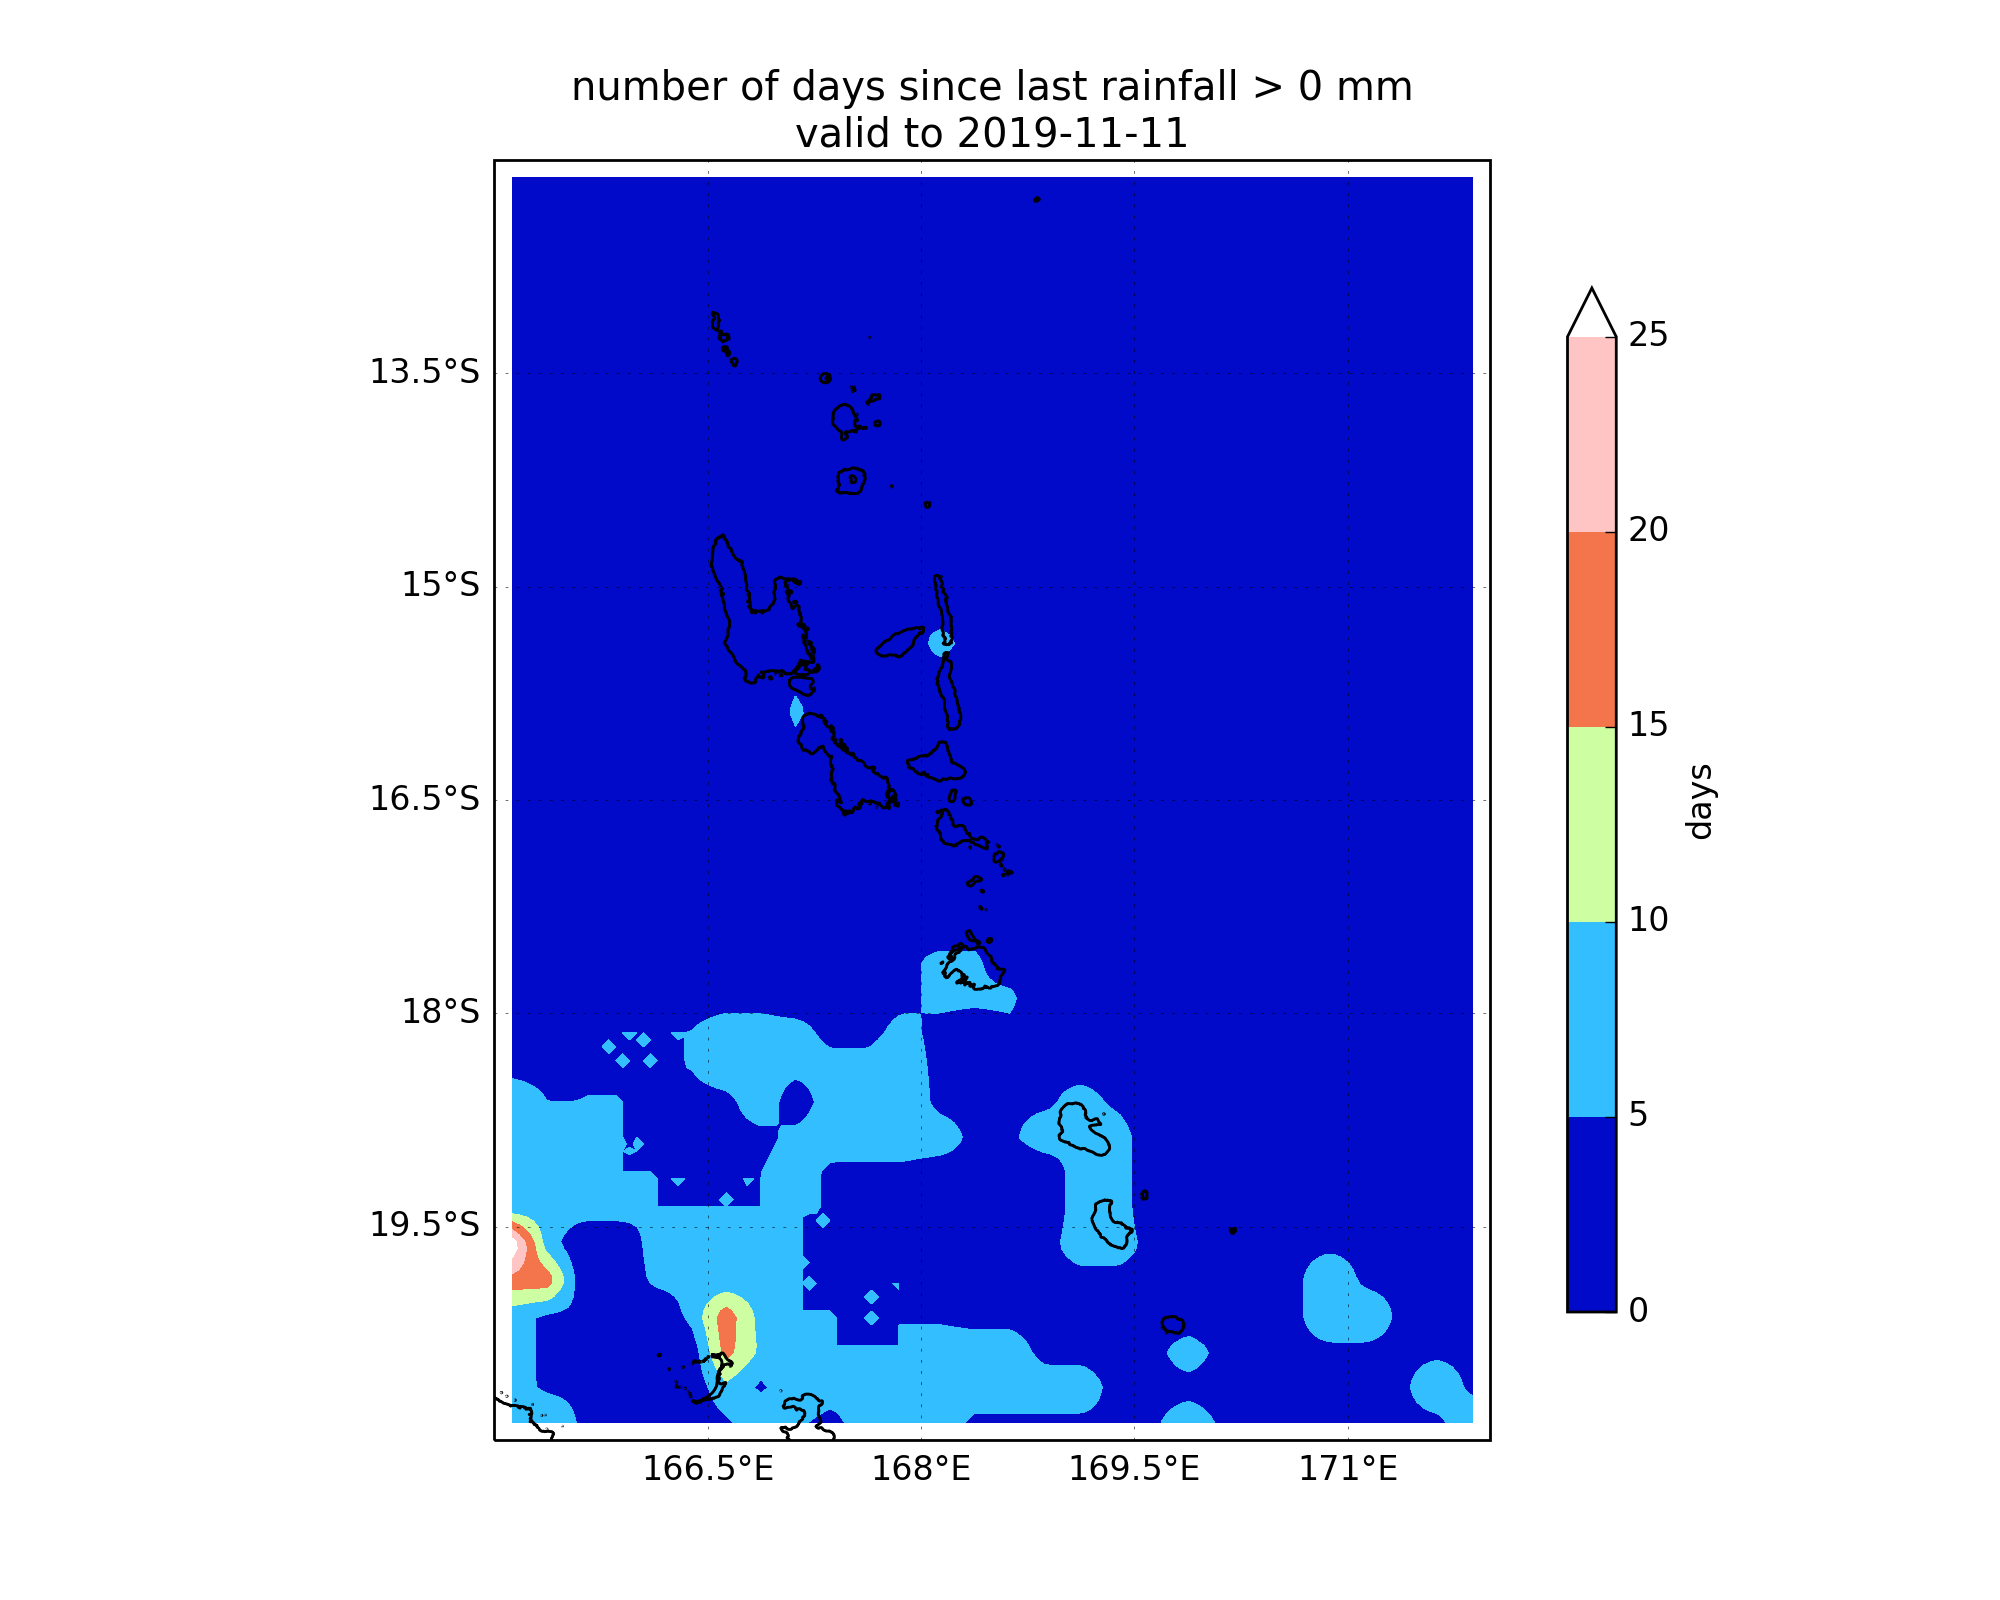 number of days since last rainfall > 0 mm
valid to 2019-11-11
13.5°S
15°S
16.5°S
18°S
19.5°S
166.5°E
168°E
169.5°E
171°E
25
20
15
10
5
0
days